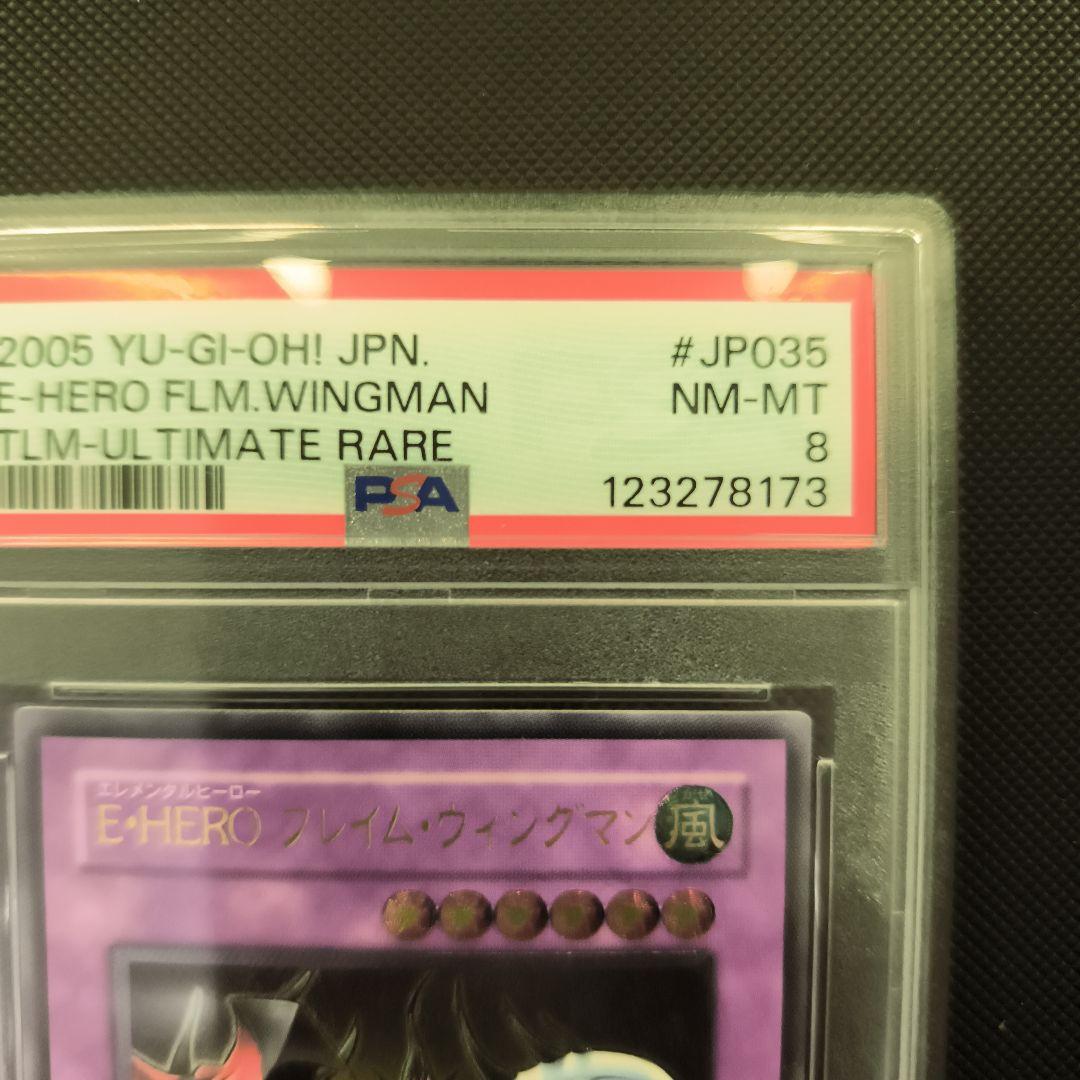 2005 YU-GI-OH! JPN. #JP035
E-HERO FLM.WINGMAN NM-MT
TLM-ULTIMATE RARE 8
PSA 123278173
エレメンタルヒーロー
E・HERO フレイム・ウィングマン 風